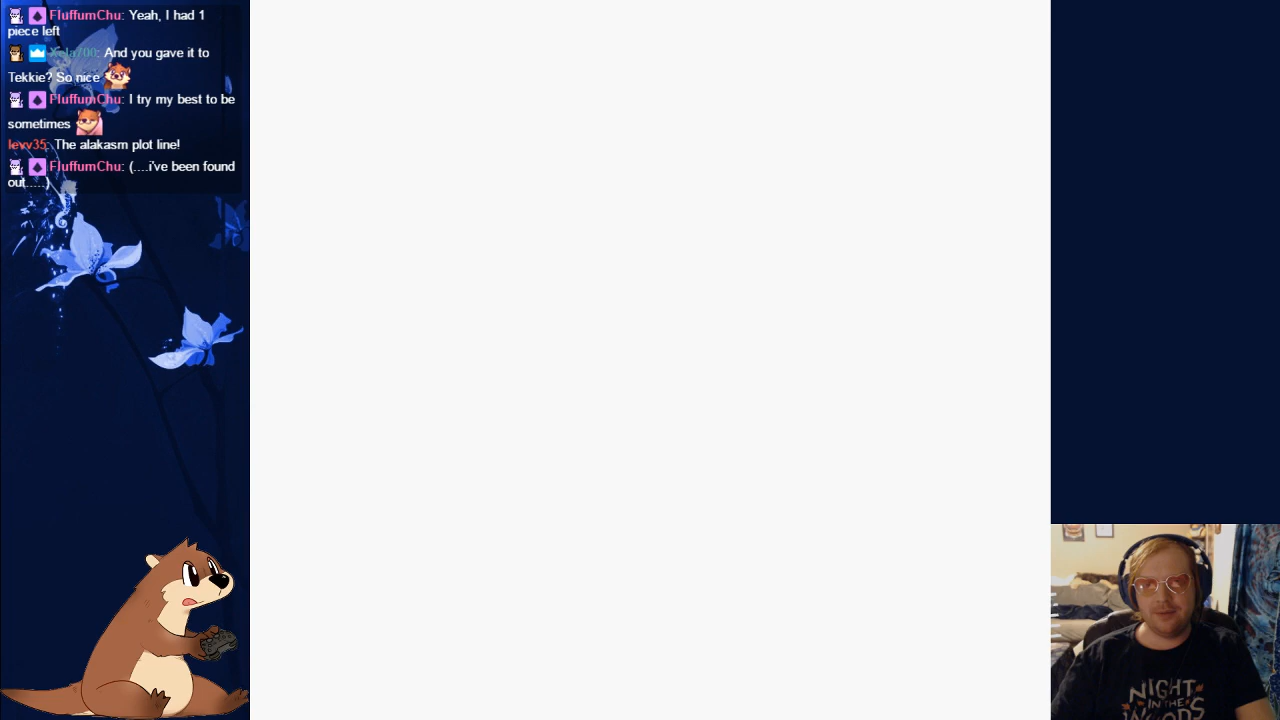 FluffumChu: Yeah, I had 1
piece left
Xela700: And you gave it to
Tekkie? So nice
FluffumChu: I try my best to be
sometimes
levv35: The alakasm plot line!
FluffumChu: (....i've been found
out.....)
NIGHT
IN THE
WOODS